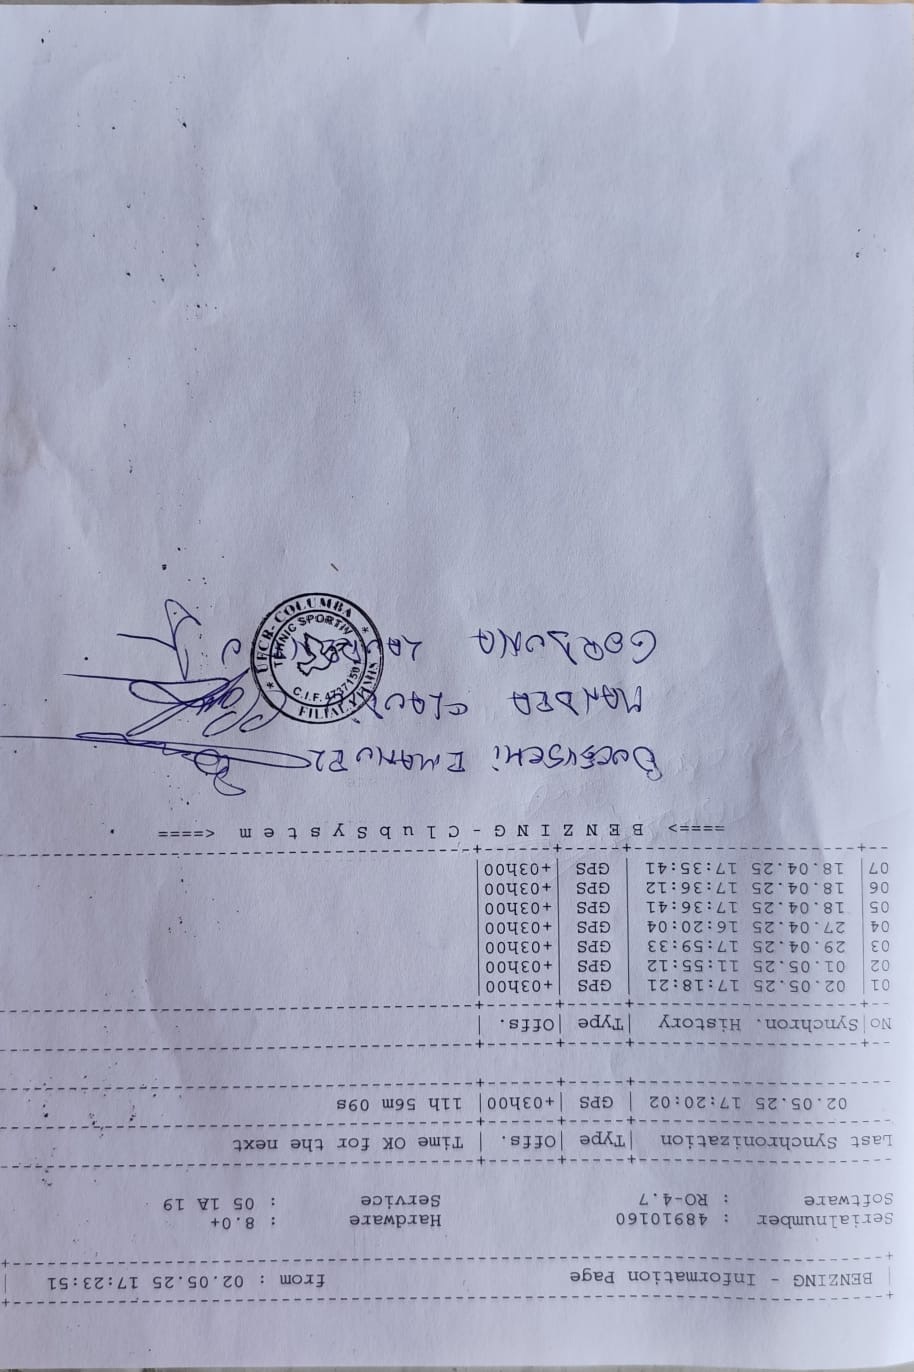 | BENZING - Information Page from : 02.05.25 17:23:51 |
Serialnumber : 48910160 Hardware : 8.0+
Software : RO-4.7 Service : 05 1A 19
Last Synchronization |Type |Offs. | Time OK for the next
02.05.25 17:20:02 | GPS |+03h00| 11h 56m 09s
No|Synchron. History |Type |Offs. |
01| 02.05.25 17:18:21 | GPS |+03h00|
02| 01.05.25 11:55:12 | GPS |+03h00|
03| 29.04.25 17:59:33 | GPS |+03h00|
04| 27.04.25 16:20:04 | GPS |+03h00|
05| 18.04.25 17:36:41 | GPS |+03h00|
06| 18.04.25 17:36:12 | GPS |+03h00|
07| 18.04.25 17:35:41 | GPS |+03h00|
====> B E N Z I N G - C l u b S y s t e m <====
EMANUEL
MANDEA CLAUDI
GORDUNA
UFCR-COLUMBA
TEHNIC SPORTIV
C.I.F. 47371501
FILIALA